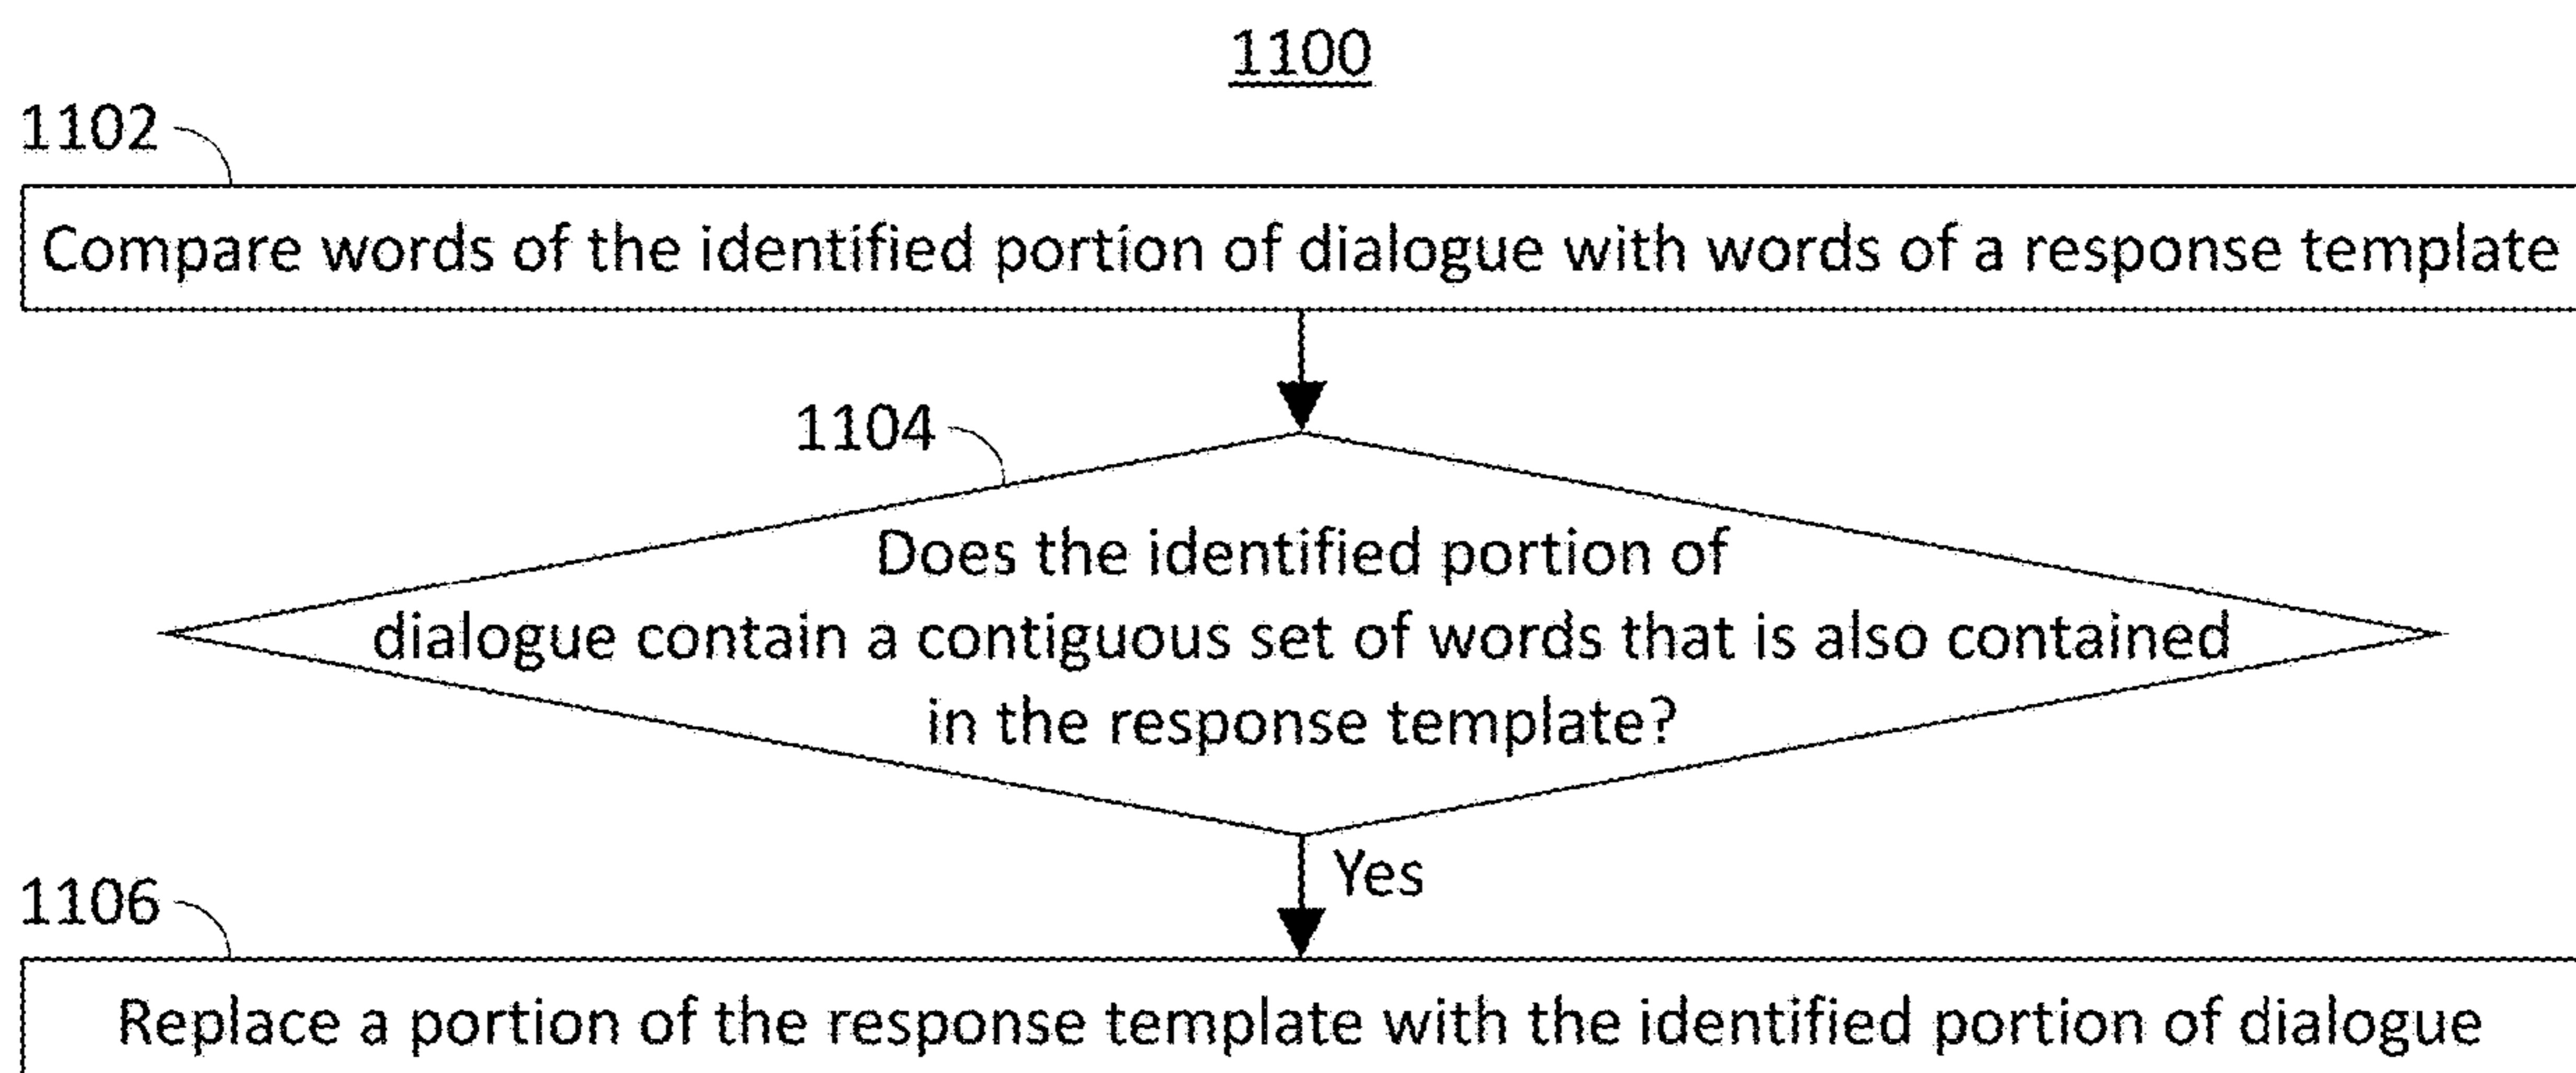 1100
1102
Compare words of the identified portion of dialogue with words of a response template
1104
Does the identified portion of
dialogue contain a contiguous set of words that is also contained
in the response template?
Yes
1106
Replace a portion of the response template with the identified portion of dialogue